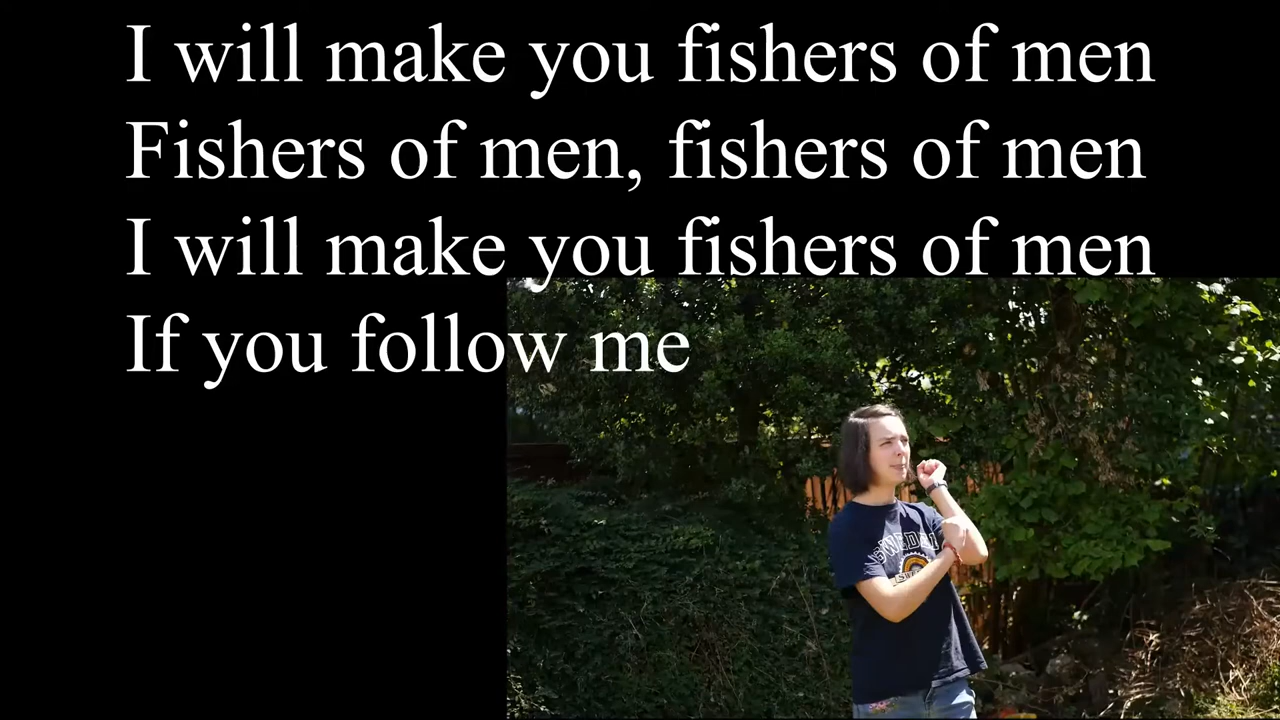 I will make you fishers of men
Fishers of men, fishers of men
I will make you fishers of men
If you follow me
SWEDEN